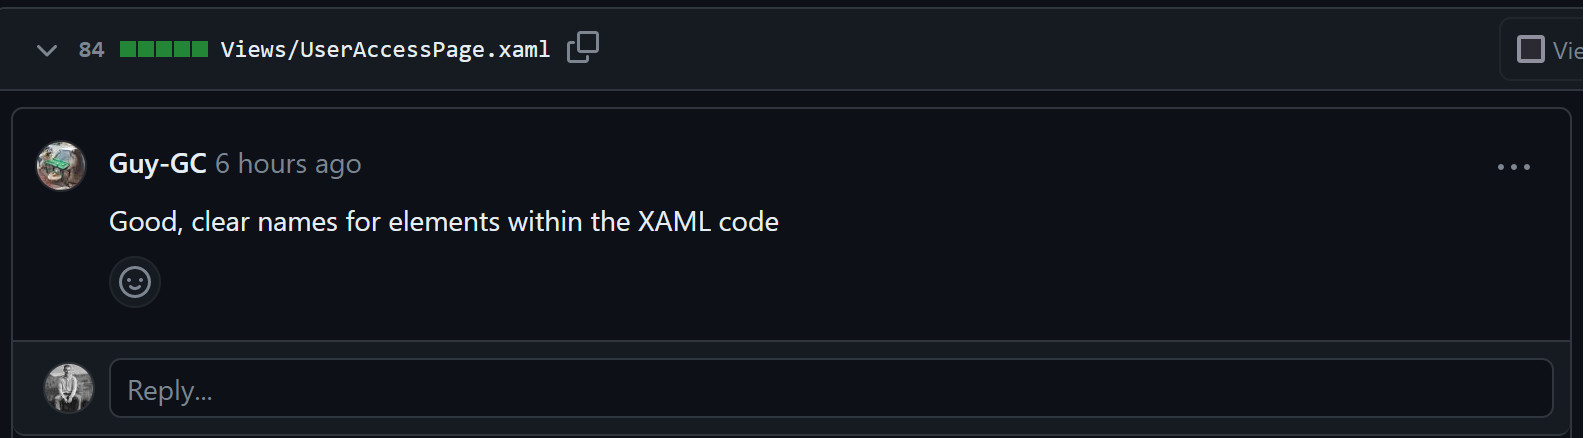 84 Views/UserAccessPage.xaml
Guy-GC 6 hours ago
Good, clear names for elements within the XAML code
Reply...